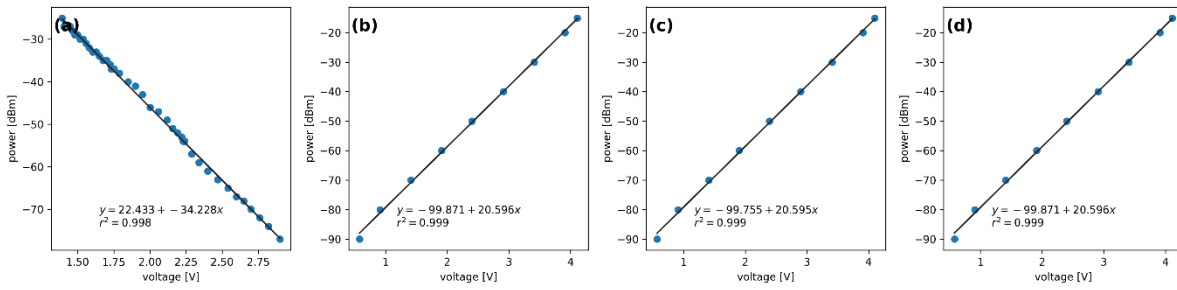 (a)
power [dBm]
−30
−40
−50
−60
−70
y = 22.433 + −34.228x
r² = 0.998
1.50 1.75 2.00 2.25 2.50 2.75
voltage [V]
(b)
power [dBm]
−20
−30
−40
−50
−60
−70
−80
−90
y = −99.871 + 20.596x
r² = 0.999
1 2 3 4
voltage [V]
(c)
power [dBm]
−20
−30
−40
−50
−60
−70
−80
−90
y = −99.755 + 20.595x
r² = 0.999
1 2 3 4
voltage [V]
(d)
power [dBm]
−20
−30
−40
−50
−60
−70
−80
−90
y = −99.871 + 20.596x
r² = 0.999
1 2 3 4
voltage [V]